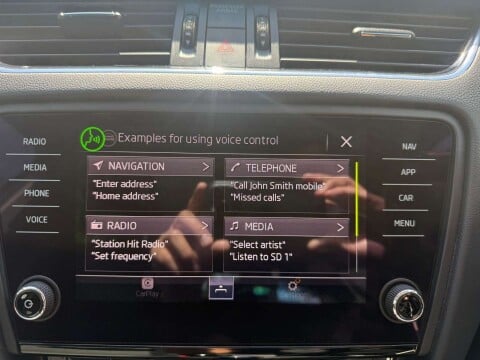 PASSENGER
RADIO
MEDIA
PHONE
VOICE
Examples for using voice control
NAVIGATION
"Enter address"
"Home address"
TELEPHONE
"Call John Smith mobile"
"Missed calls"
RADIO
"Station Hit Radio"
"Set frequency"
MEDIA
"Select artist"
"Listen to SD 1"
CarPlay
NAV
APP
CAR
MENU